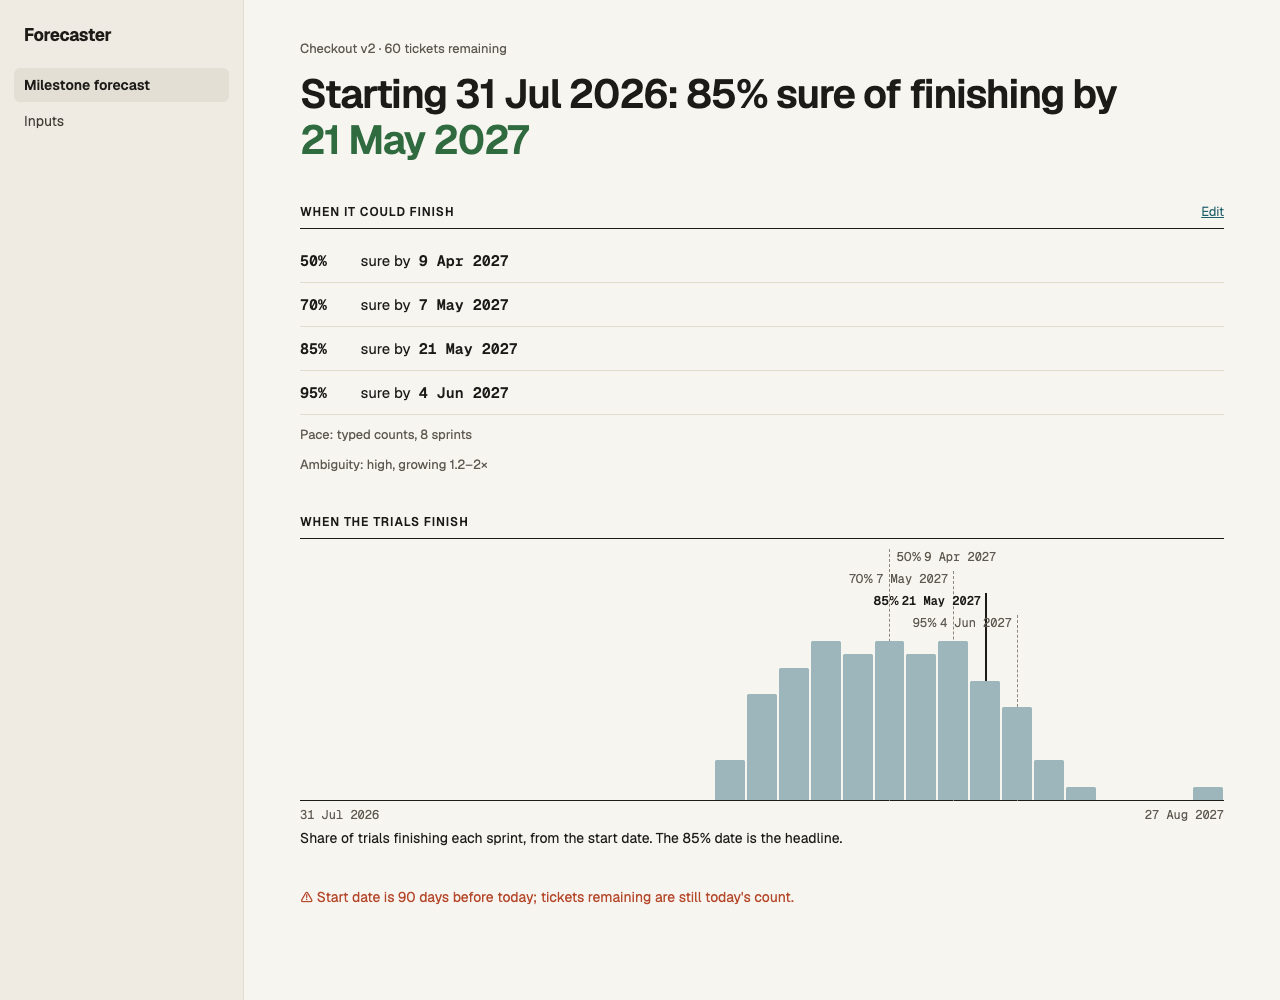 Forecaster
Milestone forecast
Inputs
Checkout v2 · 60 tickets remaining
Starting 31 Jul 2026: 85% sure of finishing by
21 May 2027
WHEN IT COULD FINISH
Edit
50% sure by 9 Apr 2027
70% sure by 7 May 2027
85% sure by 21 May 2027
95% sure by 4 Jun 2027
Pace: typed counts, 8 sprints
Ambiguity: high, growing 1.2–2×
WHEN THE TRIALS FINISH
50% 9 Apr 2027
70% 7 May 2027
85% 21 May 2027
95% 4 Jun 2027
31 Jul 2026
27 Aug 2027
Share of trials finishing each sprint, from the start date. The 85% date is the headline.
⚠ Start date is 90 days before today; tickets remaining are still today's count.